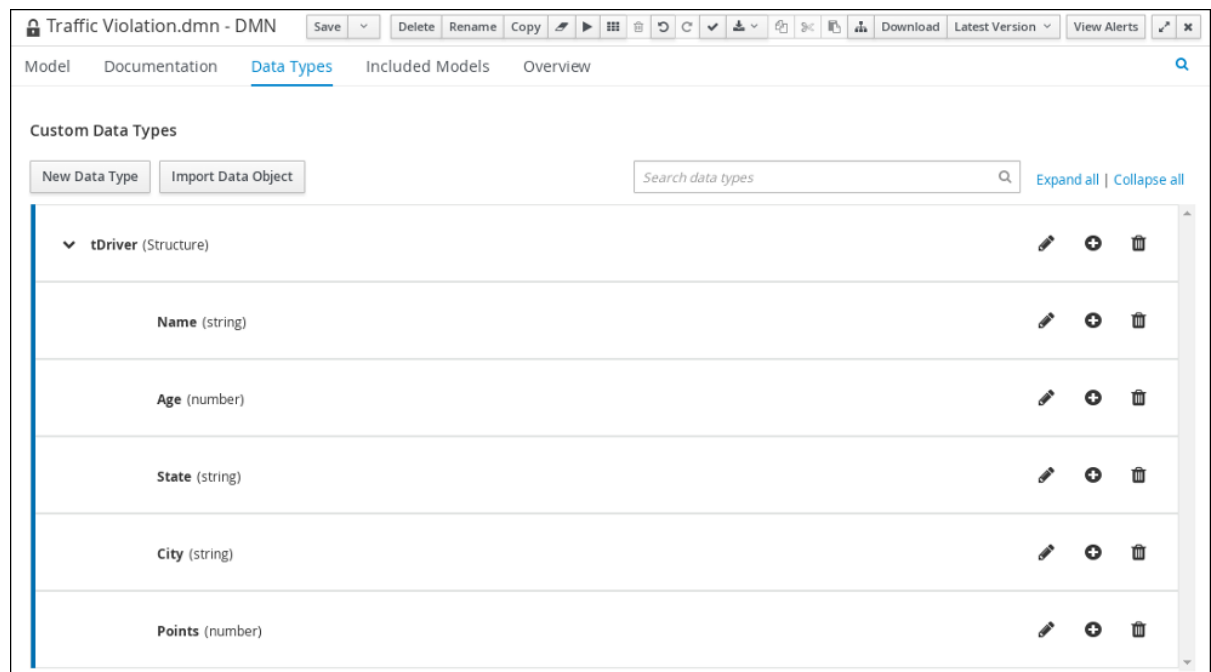 Traffic Violation.dmn - DMN Save Delete Rename Copy Download Latest Version View Alerts
Model Documentation Data Types Included Models Overview
Custom Data Types
New Data Type Import Data Object Search data types Expand all | Collapse all
tDriver (Structure)
Name (string)
Age (number)
State (string)
City (string)
Points (number)